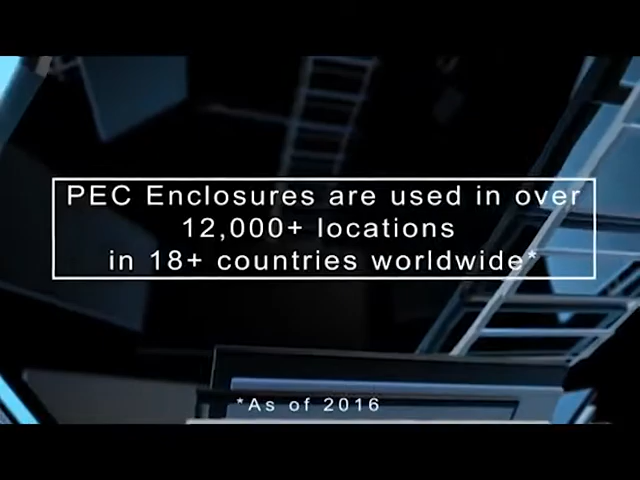 PEC Enclosures are used in over
12,000+ locations
in 18+ countries worldwide*
*As of 2016